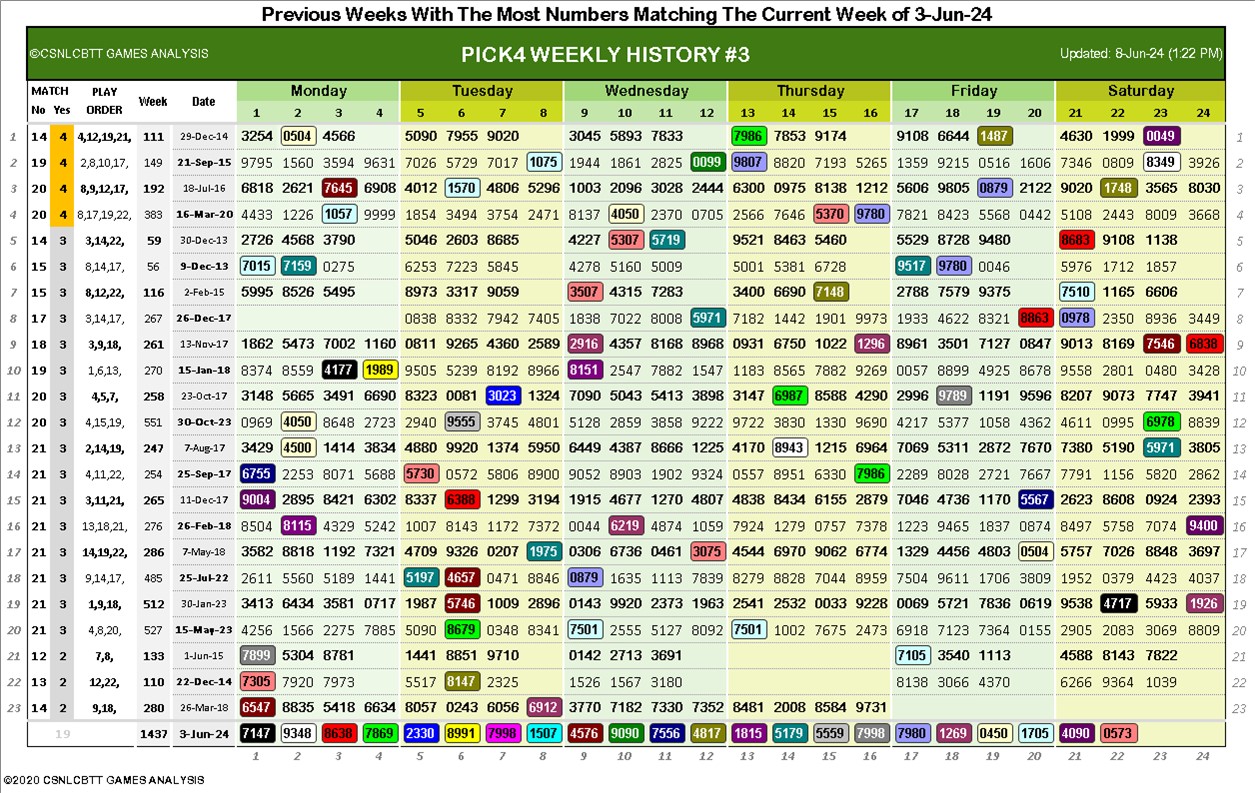 Previous Weeks With The Most Numbers Matching The Current Week of 3-Jun-24
©CSNLCBTT GAMES ANALYSIS PICK4 WEEKLY HISTORY #3 Updated: 8-Jun-24 (1:22 PM)
MATCH PLAY Week Date Monday Tuesday Wednesday Thursday Friday Saturday
No Yes ORDER 1 2 3 4 5 6 7 8 9 10 11 12 13 14 15 16 17 18 19 20 21 22 23 24
1 14 4 4,12,19,21, 111 29-Dec-14 3254 0504 4566 5090 7955 9020 3045 5893 7833 7986 7853 9174 9108 6644 1487 4630 1999 0049 1
2 19 4 2,8,10,17, 149 21-Sep-15 9795 1560 3594 9631 7026 5729 7017 1075 1944 1861 2825 0099 9807 8820 7193 5265 1359 9215 0516 1606 7346 0809 8349 3926 2
3 20 4 8,9,12,17, 192 18-Jul-16 6818 2621 7645 6908 4012 1570 4806 5296 1003 2096 3028 2444 6300 0975 8138 1212 5606 9805 0879 2122 9020 1748 3565 8030 3
4 20 4 8,17,19,22, 383 16-Mar-20 4433 1226 1057 9999 1854 3494 3754 2471 8137 4050 2370 0705 2566 7646 5370 9780 7821 8423 5568 0442 5108 2443 8009 3668 4
5 14 3 3,14,22, 59 30-Dec-13 2726 4568 3790 5046 2603 8685 4227 5307 5719 9521 8463 5460 5529 8728 9480 8683 9108 1138 5
6 15 3 8,14,17, 56 9-Dec-13 7015 7159 0275 6253 7223 5845 4278 5160 5009 5001 5381 6728 9517 9780 0046 5976 1712 1857 6
7 15 3 8,12,22, 116 2-Feb-15 5995 8526 5495 8973 3317 9059 3507 4315 7283 3400 6690 7148 2788 7579 9375 7510 1165 6606 7
8 17 3 3,14,17, 267 26-Dec-17 0838 8332 7942 7405 1838 7022 8008 5971 7182 1442 1901 9973 1933 4622 8321 8863 0978 2350 8936 3449 8
9 18 3 3,9,18, 261 13-Nov-17 1862 5473 7002 1160 0811 9265 4360 2589 2916 4357 8168 8968 0931 6750 1422 1296 8961 3501 7127 0847 9013 8169 7546 6838 9
10 19 3 1,6,13, 270 15-Jan-18 8374 8559 4177 1989 9505 5239 8192 8756 8151 2547 7882 1547 1183 8565 7882 9269 0057 8899 4925 8678 9558 2801 0480 3428 10
11 20 3 4,5,7, 258 23-Oct-17 3148 5665 3491 6690 8323 0081 3023 1324 7090 5043 5413 3898 3147 6987 8588 4290 2996 9789 1191 9596 8207 9073 7747 3941 11
12 20 3 4,15,19, 551 30-Oct-23 0969 4050 8648 2723 2940 9555 3745 4801 5128 2859 3858 9222 9722 3830 1330 9690 4217 5377 1058 4362 4611 0995 6978 8839 12
13 21 3 2,14,19, 247 7-Aug-17 3429 4500 1414 3834 4880 9920 1374 5950 6449 4387 8666 1225 4170 8943 1215 6964 7069 5311 2872 7670 7380 5190 5971 3805 13
14 21 3 4,11,22, 254 25-Sep-17 6755 2253 8071 5688 5730 0572 5806 8900 9052 8903 1902 9324 0557 8951 6330 7986 2289 1828 2721 7667 7791 1156 5820 2862 14
15 21 3 3,11,21, 265 11-Dec-17 9004 2895 8421 6302 8337 6388 1299 3194 1915 4677 1270 4807 4838 8434 6155 2879 7046 4736 1170 5567 2623 8608 0924 2393 15
16 21 3 13,18,21, 276 26-Feb-18 8504 8115 4329 5242 1007 8143 1172 7372 0044 6219 4874 1059 7924 1279 0757 7378 1223 9465 1837 0874 8497 5758 7074 9400 16
17 21 3 14,19,22, 286 7-May-18 3582 8818 1192 7321 4709 9326 0207 1975 0306 6736 0461 3075 4544 6970 9062 6774 1329 4456 4803 0504 5757 7026 8848 3697 17
18 21 3 9,14,17, 485 25-Jul-22 2611 5560 5189 1441 5197 4657 0471 8846 0879 1635 1113 7839 8279 8828 7044 8959 7504 9611 1706 3809 1952 0379 4423 4037 18
19 21 3 1,9,18, 512 30-Jan-23 3413 6434 3581 0717 1987 5746 1009 2896 0143 9920 2373 1963 2541 2532 0033 9228 0069 5721 7836 0619 9538 4717 5933 1926 19
20 21 3 4,8,20, 527 15-May-23 4256 1566 2275 7885 5090 8679 0348 8341 7501 2555 5127 8092 7501 1002 7675 2473 6918 7123 7364 0155 2905 2083 3069 8809 20
21 12 2 7,8, 133 1-Jun-15 7899 5304 8781 1441 8851 9710 0142 2713 3691 7105 3540 1113 4588 8143 7822 21
22 13 2 12,22, 110 22-Dec-14 7305 7920 7973 5517 8147 2325 1526 1567 3180 8138 3066 4370 6266 9364 1039 22
23 14 2 9,18, 280 26-Mar-18 6547 8835 5418 6634 8057 0243 6056 6912 3770 7182 7330 7352 8481 2008 8584 9731 23
19 1437 3-Jun-24 7147 9348 8638 7869 2330 8991 7998 1507 4576 9090 7556 4817 1815 5179 5559 7998 7980 1269 0450 1705 4090 0573
1 2 3 4 5 6 7 8 9 10 11 12 13 14 15 16 17 18 19 20 21 22 23 24
©2020 CSNLCBTT GAMES ANALYSIS